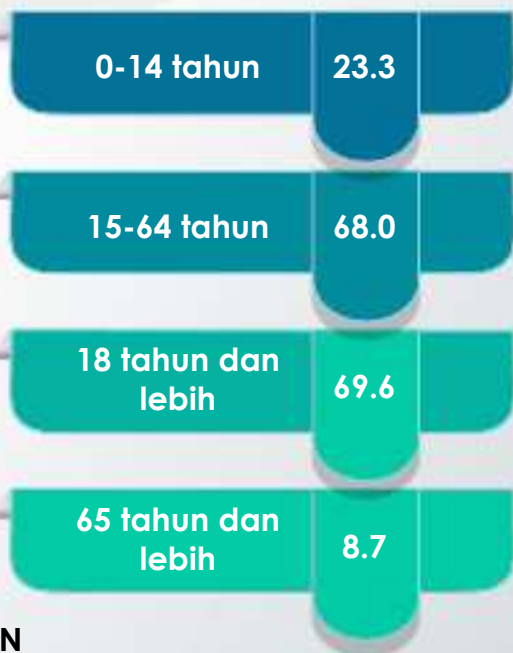 0-14 tahun 23.3
15-64 tahun 68.0
18 tahun dan
lebih 69.6
65 tahun dan
lebih 8.7
N